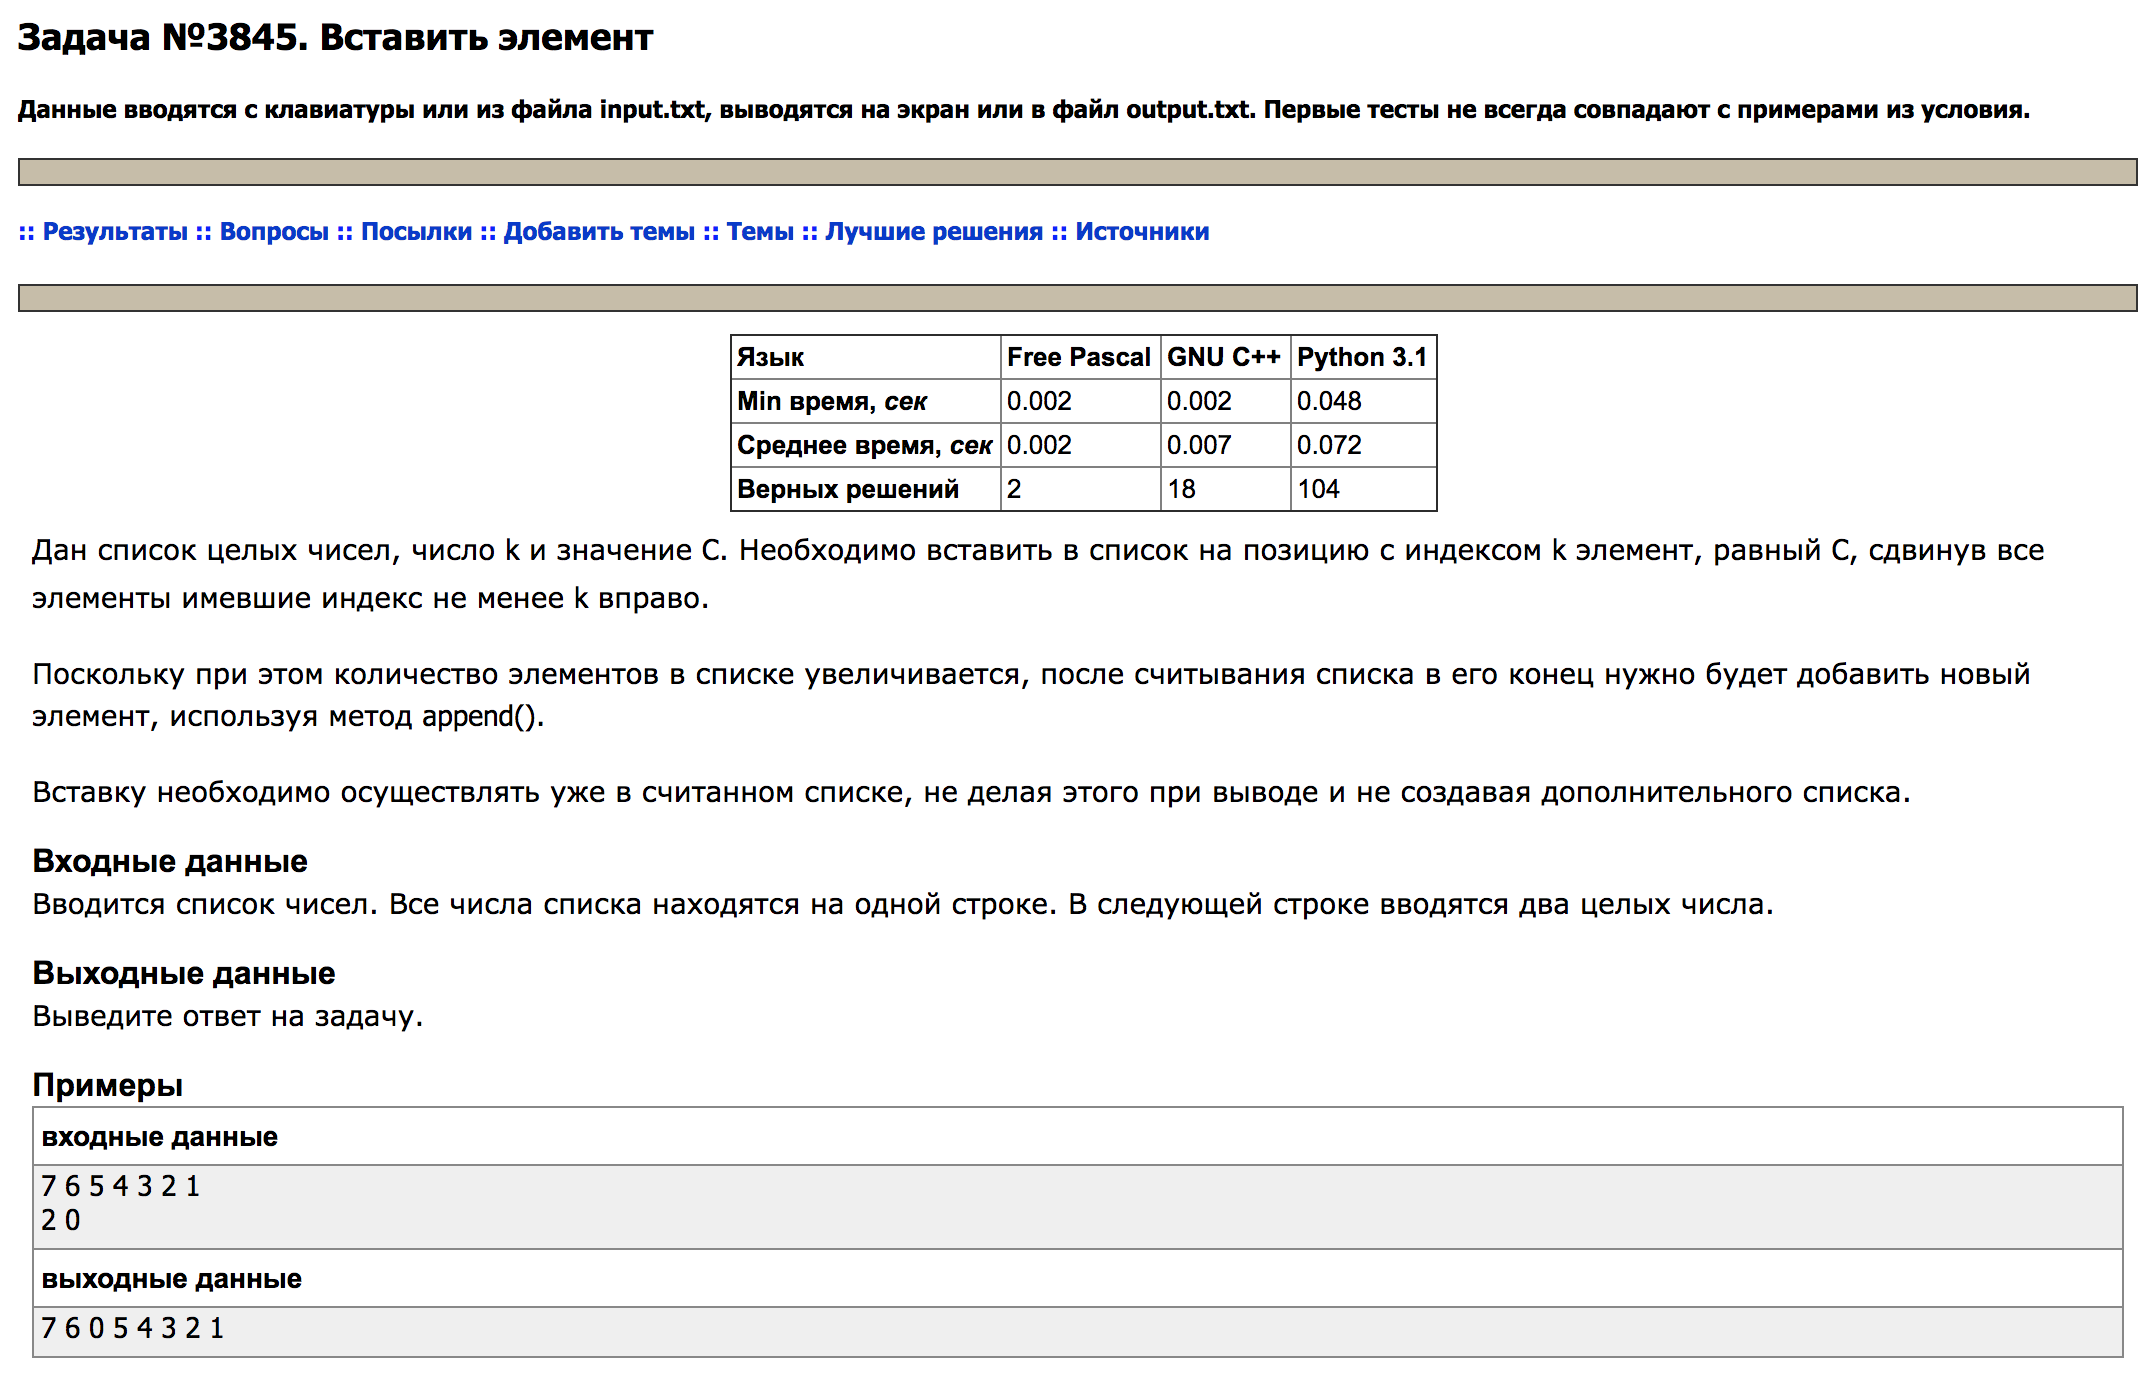 Задача №3845. Вставить элемент
Данные вводятся с клавиатуры или из файла input.txt, выводятся на экран или в файл output.txt. Первые тесты не всегда совпадают с примерами из условия.
:: Результаты :: Вопросы :: Посылки :: Добавить темы :: Темы :: Лучшие решения :: Источники
Язык Free Pascal GNU C++ Python 3.1
Min время, сек 0.002 0.002 0.048
Среднее время, сек 0.002 0.007 0.072
Верных решений 2 18 104
Дан список целых чисел, число k и значение C. Необходимо вставить в список на позицию с индексом k элемент, равный C, сдвинув все
элементы имевшие индекс не менее k вправо.
Поскольку при этом количество элементов в списке увеличивается, после считывания списка в его конец нужно будет добавить новый
элемент, используя метод append().
Вставку необходимо осуществлять уже в считанном списке, не делая этого при выводе и не создавая дополнительного списка.
Входные данные
Вводится список чисел. Все числа списка находятся на одной строке. В следующей строке вводятся два целых числа.
Выходные данные
Выведите ответ на задачу.
Примеры
входные данные
7 6 5 4 3 2 1
2 0
выходные данные
7 6 0 5 4 3 2 1